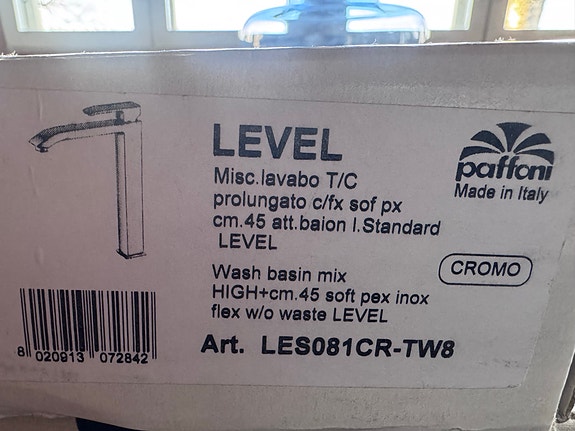 LEVEL
Misc.lavabo T/C
prolungato c/fx sof px
cm.45 att.baion l.Standard
LEVEL
paffoni
Made in Italy
CROMO
Wash basin mix
HIGH+cm.45 soft pex inox
flex w/o waste LEVEL
Art. LES081CR-TW8
8 020913 072842